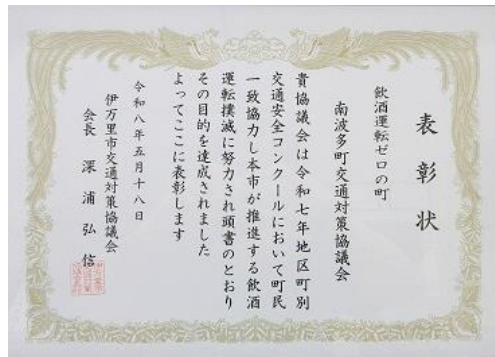 表彰状
飲酒運転ゼロの町
南波多町交通対策協議会
貴協議会は令和七年地区町別
交通安全コンクールにおいて町民
一致協力し本市が推進する飲酒
運転撲滅に努力され頭書のとおり
その目的を達成されました
よってここに表彰します
令和八年五月十八日
伊万里市交通対策協議会
会長 深浦弘信